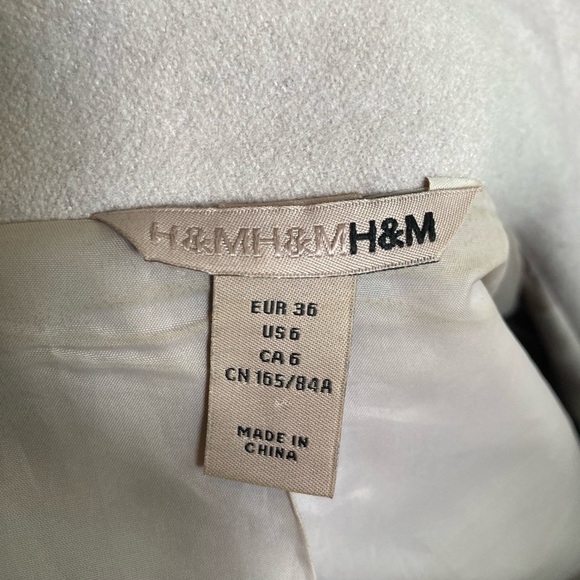 H&MH&MH&M
EUR 36
US 6
CA 6
CN 165/84A
MADE IN
CHINA